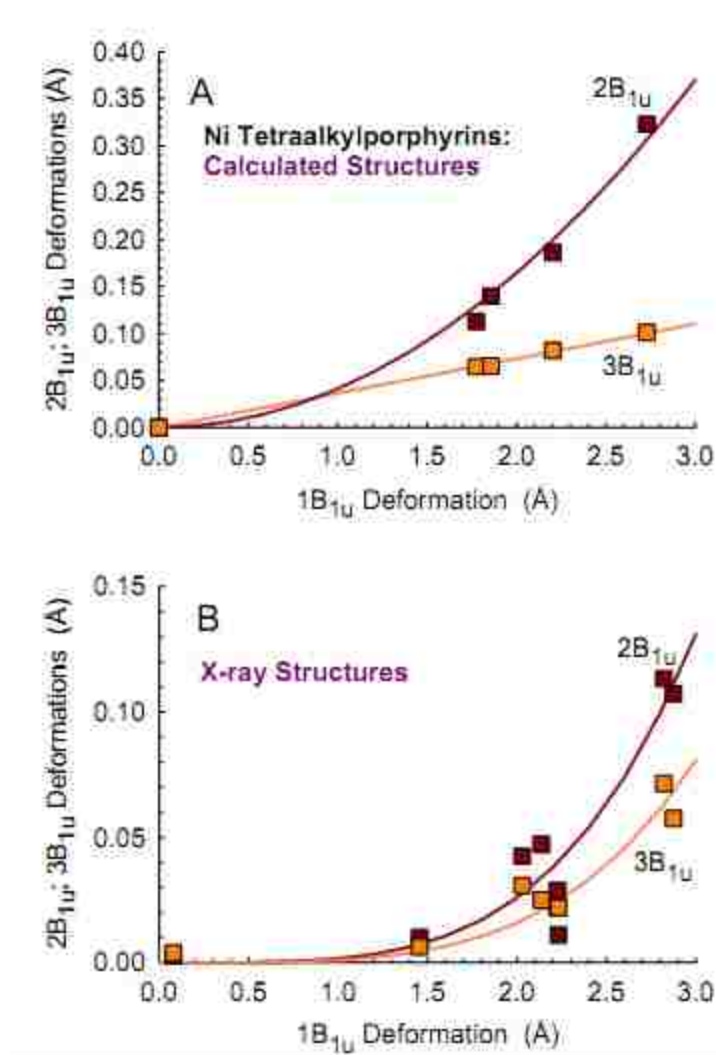 0.40
0.35
0.30
0.25
0.20
0.15
0.10
0.05
0.00
2B1u; 3B1u Deformations (Å)
A
Ni Tetraalkylporphyrins:
Calculated Structures
2B1u
3B1u
0.0 0.5 1.0 1.5 2.0 2.5 3.0
1B1u Deformation (Å)
0.15
0.10
0.05
0.00
2B1u; 3B1u Deformations (Å)
B
X-ray Structures
2B1u
3B1u
0.0 0.5 1.0 1.5 2.0 2.5 3.0
1B1u Deformation (Å)